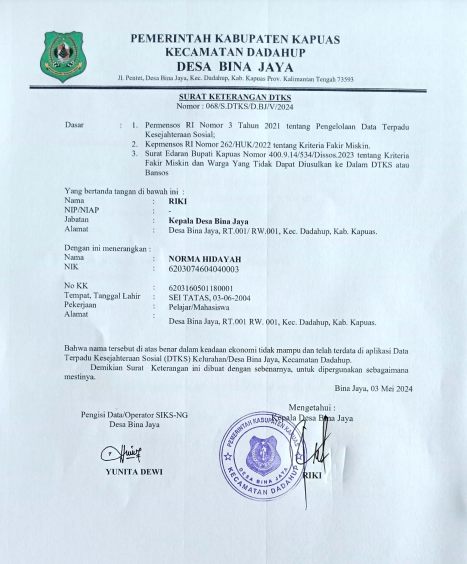 PEMERINTAH KABUPATEN KAPUAS
KECAMATAN DADAHUP
DESA BINA JAYA
Jl. Peatnt, Desa Bina Jaya, Kec. Dadahup, Kab. Kapuas Prov. Kalimantan Tengah 73593
SURAT KETERANGAN DTKS
Nomor : 068/S.DTKS/D.BJ/V/2024
Dasar : 1. Permensos RI Nomor 3 Tahun 2021 tentang Pengelolaan Data Terpadu
Kesejahteraan Sosial;
2. Kepmensos RI Nomor 262/HUK/2022 tentang Kriteria Fakir Miskin.
3. Surat Edaran Bupati Kapuas Nomor 400.9.14/534/Dissos.2023 tentang Kriteria
Fakir Miskin dan Warga Yang Tidak Dapat Diusulkan ke Dalam DTKS atau
Bansos
Yang bertanda tangan di bawah ini :
Nama : RIKI
NIP/NIAP : -
Jabatan : Kepala Desa Bina Jaya
Alamat : Desa Bina Jaya, RT.001/ RW.001, Kec. Dadahup, Kab. Kapuas.
Dengan ini menerangkan :
Nama : NORMA HIDAYAH
NIK : 6203074604040003
No KK : 6203160501180001
Tempat, Tanggal Lahir : SEI TATAS, 03-06-2004
Pekerjaan : Pelajar/Mahasiswa
Alamat :
Desa Bina Jaya, RT.001 RW. 001, Kec. Dadahup, Kab. Kapuas.
Bahwa nama tersebut di atas benar dalam keadaan ekonomi tidak mampu dan telah terdata di aplikasi Data
Terpadu Kesejahteraan Sosial (DTKS) Kelurahan/Desa Bina Jaya, Kecamatan Dadahup.
Demikian Surat Keterangan ini dibuat dengan sebenarnya, untuk dipergunakan sebagaimana
mestinya.
Bina Jaya, 03 Mei 2024
Pengisi Data/Operator SIKS-NG
Desa Bina Jaya
YUNITA DEWI
Mengetahui :
Kepala Desa Bina Jaya
PEMERINTAH KABUPATEN KAPUAS
DESA BINA JAYA
KECAMATAN DADAHUP
RIKI